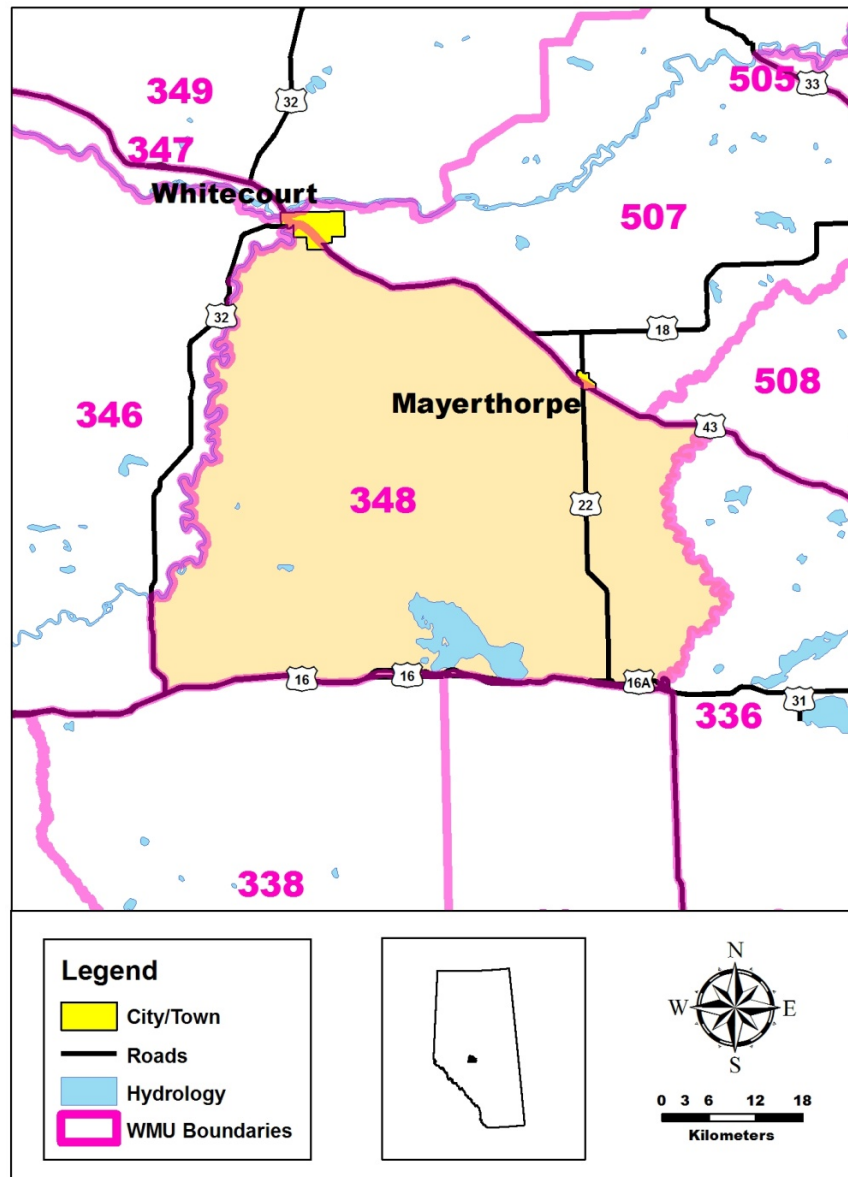 349
32
505
33
347
Whitecourt
507
32
18
508
Mayerthorpe
43
346
348
22
16
16
16A
336
31
338
Legend
City/Town
Roads
Hydrology
WMU Boundaries
N
W
E
S
0 3 6 12 18
Kilometers